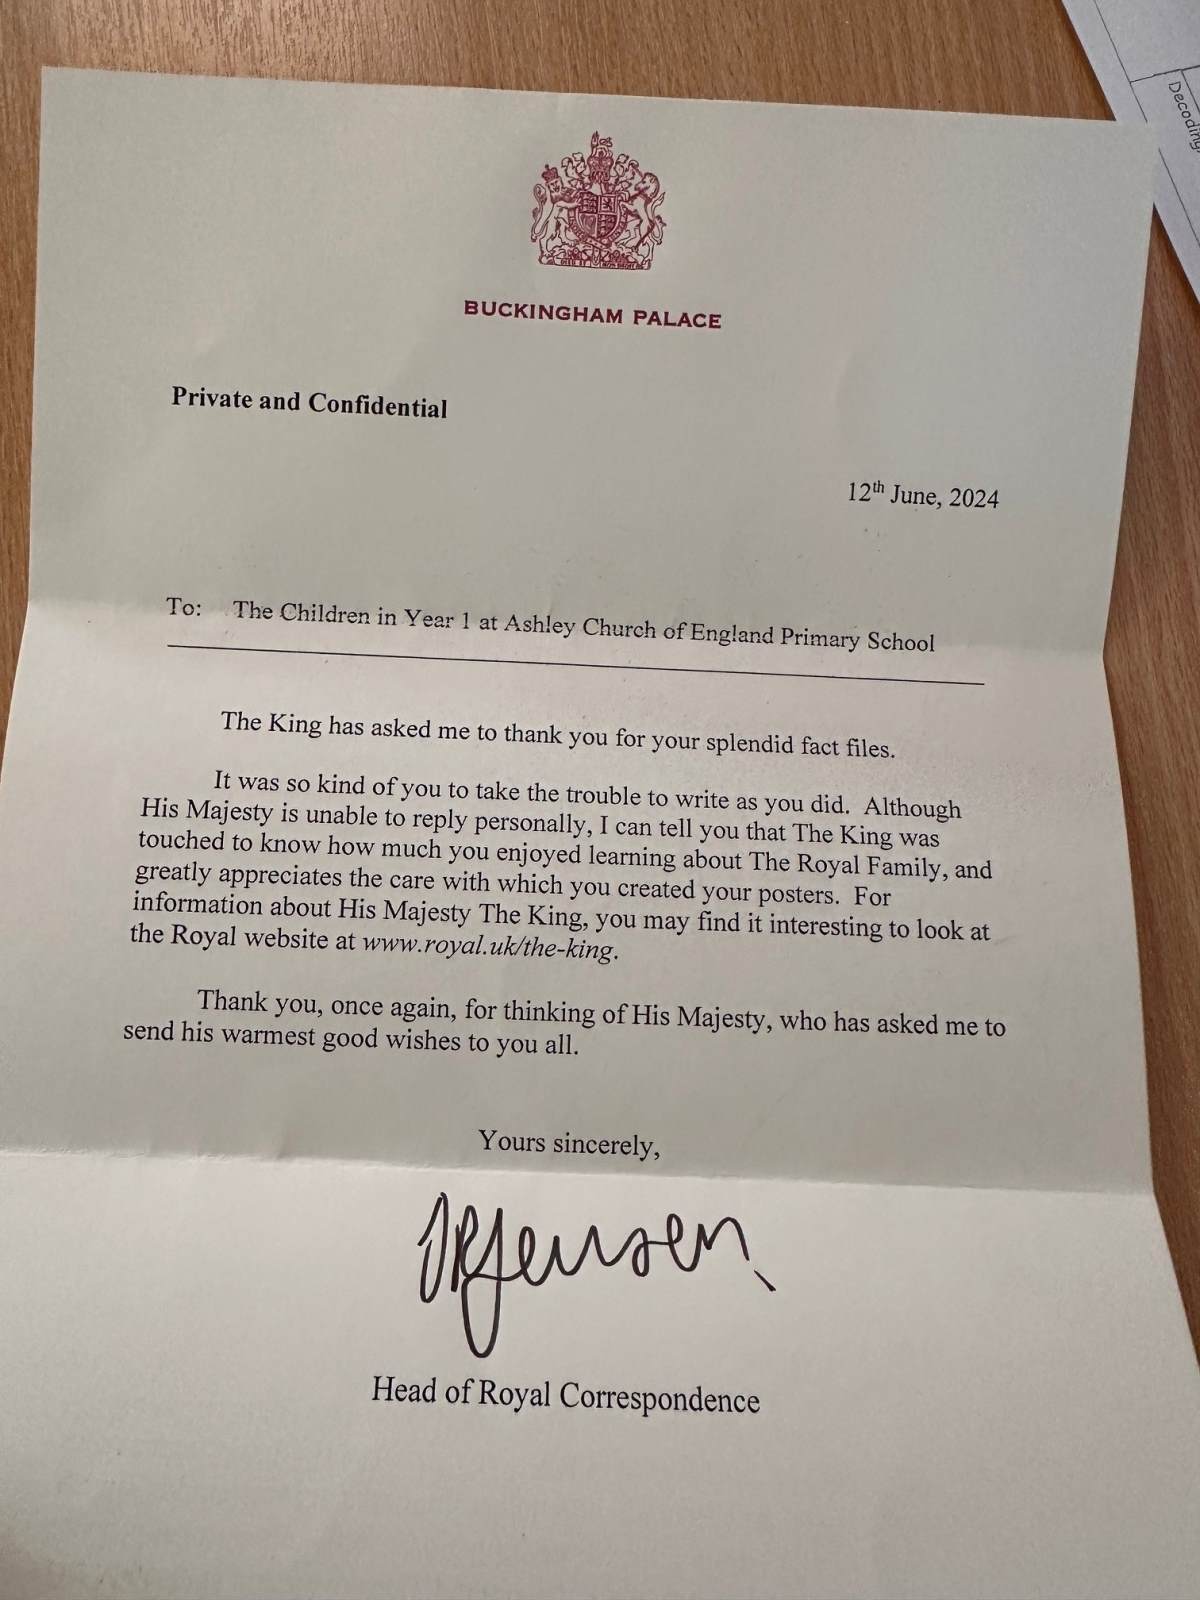 Decoding
BUCKINGHAM PALACE
Private and Confidential
12th June, 2024
To: The Children in Year 1 at Ashley Church of England Primary School
The King has asked me to thank you for your splendid fact files.
It was so kind of you to take the trouble to write as you did. Although
His Majesty is unable to reply personally, I can tell you that The King was
touched to know how much you enjoyed learning about The Royal Family, and
greatly appreciates the care with which you created your posters. For
information about His Majesty The King, you may find it interesting to look at
the Royal website at www.royal.uk/the-king.
Thank you, once again, for thinking of His Majesty, who has asked me to
send his warmest good wishes to you all.
Yours sincerely,
Jensen
Head of Royal Correspondence